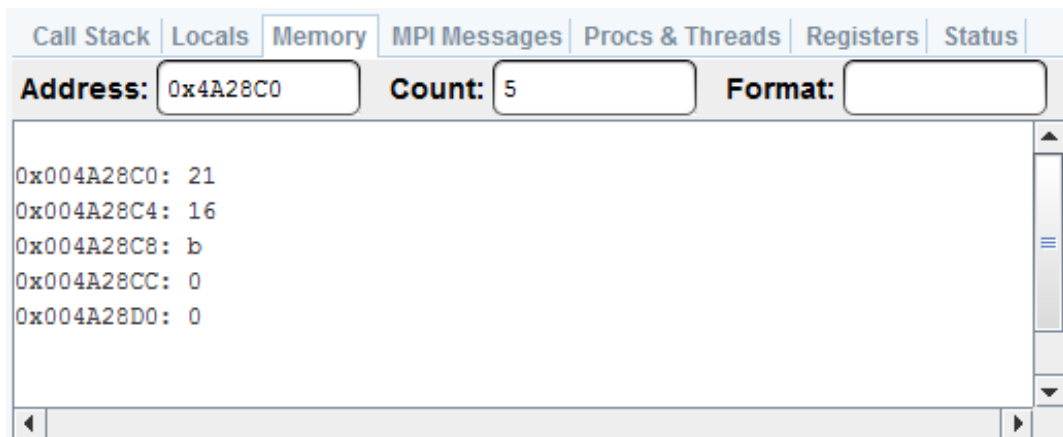 Call Stack Locals Memory MPI Messages Procs & Threads Registers Status
Address: 0x4A28C0 Count: 5 Format:
0x004A28C0: 21
0x004A28C4: 16
0x004A28C8: b
0x004A28CC: 0
0x004A28D0: 0